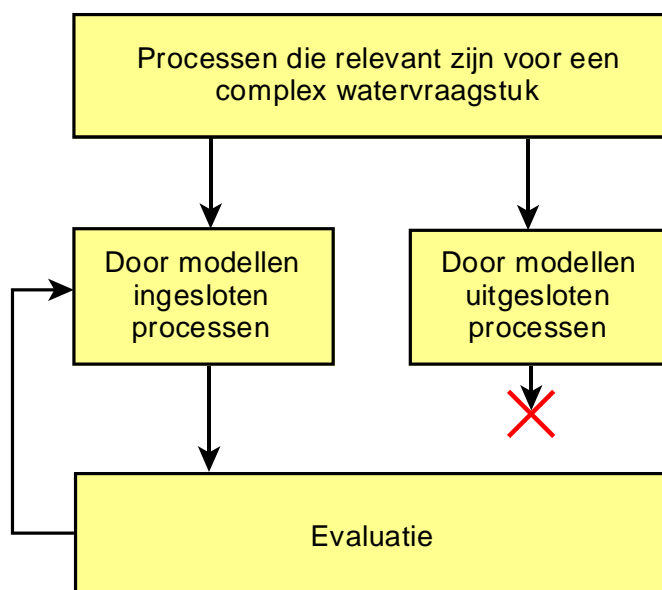 Processen die relevant zijn voor een
complex watervraagstuk
Door modellen
ingesloten
processen
Door modellen
uitgesloten
processen
Evaluatie